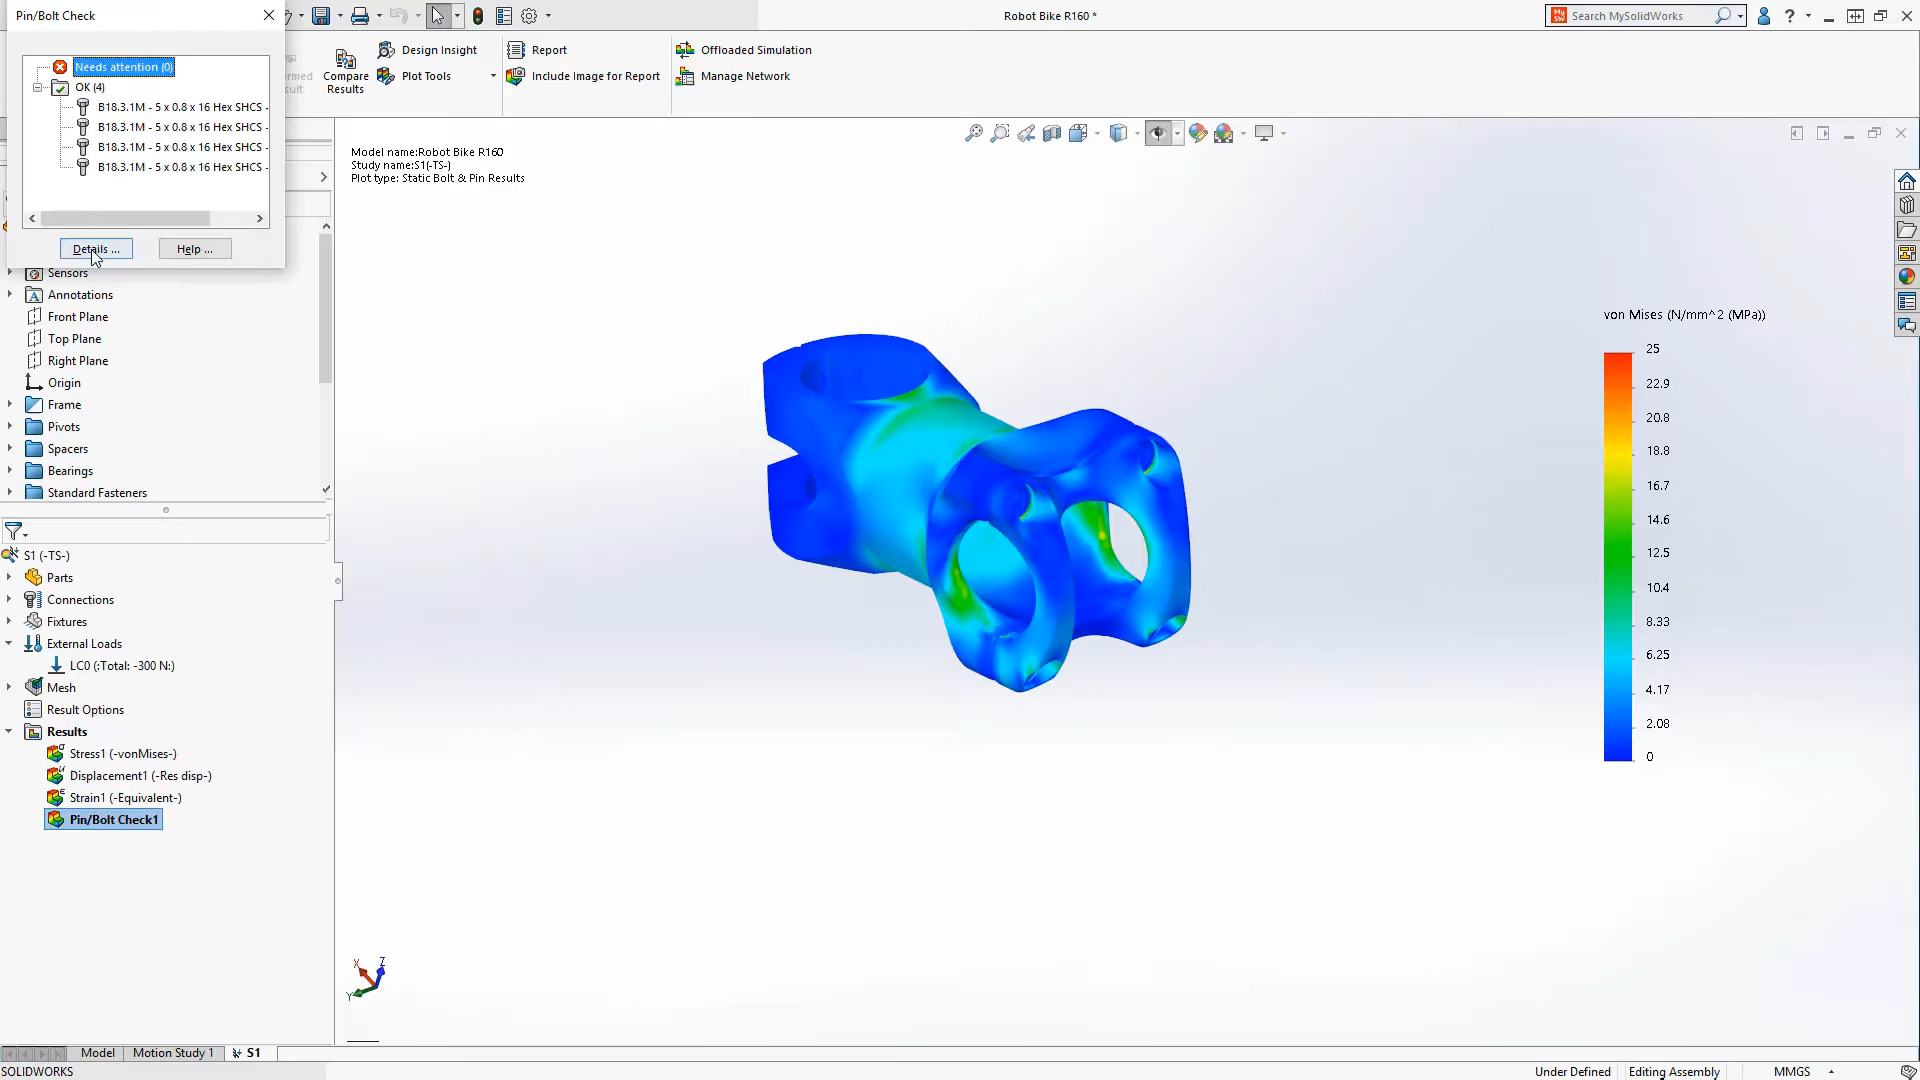 Pin/Bolt Check
Robot Bike R160 *
Search MySolidWorks
Needs attention (0)
OK (4)
B18.3.1M - 5 x 0.8 x 16 Hex SHCS -
B18.3.1M - 5 x 0.8 x 16 Hex SHCS -
B18.3.1M - 5 x 0.8 x 16 Hex SHCS -
B18.3.1M - 5 x 0.8 x 16 Hex SHCS -
Details ...
Help ...
Compare
Results
Design Insight
Plot Tools
Report
Include Image for Report
Offloaded Simulation
Manage Network
Sensors
Annotations
Front Plane
Top Plane
Right Plane
Origin
Frame
Pivots
Spacers
Bearings
Standard Fasteners
S1 (-TS-)
Parts
Connections
Fixtures
External Loads
LC0 (:Total: -300 N:)
Mesh
Result Options
Results
Stress1 (-vonMises-)
Displacement1 (-Res disp-)
Strain1 (-Equivalent-)
Pin/Bolt Check1
Model name:Robot Bike R160
Study name:S1(-TS-)
Plot type: Static Bolt & Pin Results
von Mises (N/mm^2 (MPa))
25
22.9
20.8
18.8
16.7
14.6
12.5
10.4
8.33
6.25
4.17
2.08
0
X
Z
Y
Model
Motion Study 1
S1
SOLIDWORKS
Under Defined
Editing Assembly
MMGS